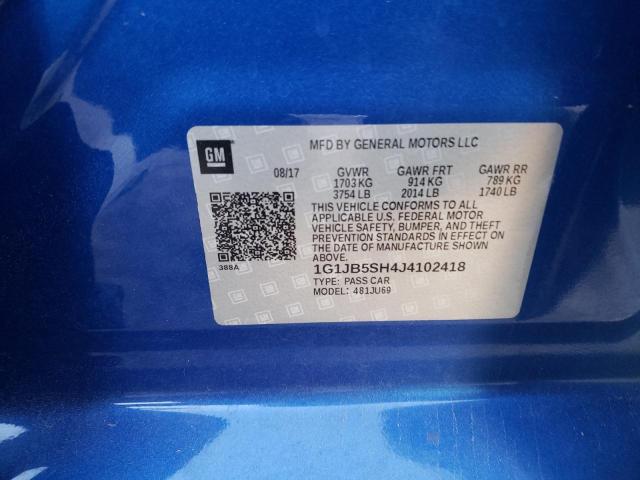 GM
MFD BY GENERAL MOTORS LLC
08/17 GVWR GAWR FRT GAWR RR
1703 KG 914 KG 789 KG
3754 LB 2014 LB 1740 LB
THIS VEHICLE CONFORMS TO ALL
APPLICABLE U.S. FEDERAL MOTOR
VEHICLE SAFETY, BUMPER, AND THEFT
PREVENTION STANDARDS IN EFFECT ON
THE DATE OF MANUFACTURE SHOWN
ABOVE.
388A
1G1JB5SH4J4102418
TYPE: PASS CAR
MODEL: 481JU69